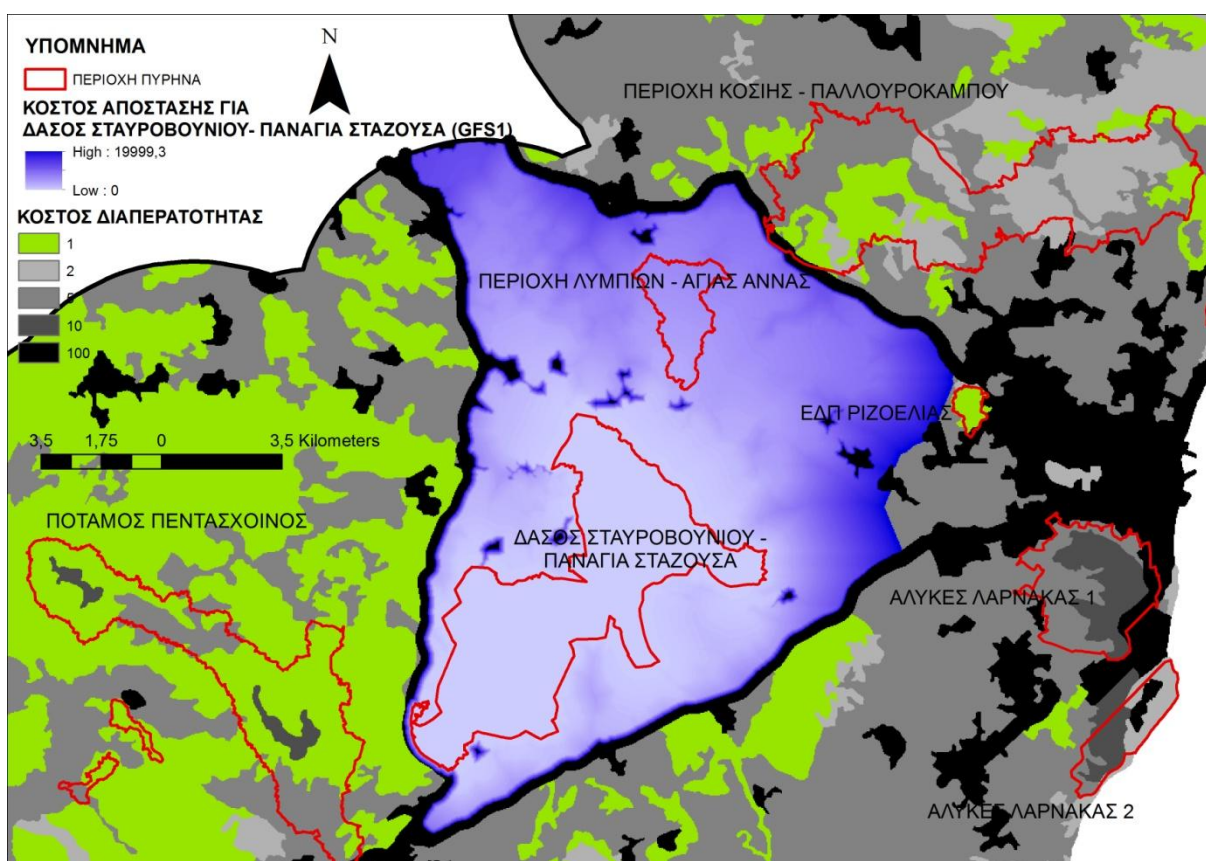 ΥΠΟΜΝΗΜΑ
ΠΕΡΙΟΧΗ ΠΥΡΗΝΑ
ΚΟΣΤΟΣ ΑΠΟΣΤΑΣΗΣ ΓΙΑ
ΔΑΣΟΣ ΣΤΑΥΡΟΒΟΥΝΙΟΥ- ΠΑΝΑΓΙΑ ΣΤΑΖΟΥΣΑ (GFS1)
High : 19999,3
Low : 0
ΚΟΣΤΟΣ ΔΙΑΠΕΡΑΤΟΤΗΤΑΣ
1
2
10
100
N
3,5 1,75 0 3,5 Kilometers
ΠΕΡΙΟΧΗ ΚΟΣΙΗΣ - ΠΑΛΛΟΥΡΟΚΑΜΠΟΥ
ΠΕΡΙΟΧΗ ΛΥΜΠΙΩΝ - ΑΓΙΑΣ ΑΝΝΑΣ
ΕΔΠ ΡΙΖΟΕΛΙΑΣ
ΠΟΤΑΜΟΣ ΠΕΝΤΑΣΧΟΙΝΟΣ
ΔΑΣΟΣ ΣΤΑΥΡΟΒΟΥΝΙΟΥ -
ΠΑΝΑΓΙΑ ΣΤΑΖΟΥΣΑ
ΑΛΥΚΕΣ ΛΑΡΝΑΚΑΣ 1
ΑΛΥΚΕΣ ΛΑΡΝΑΚΑΣ 2